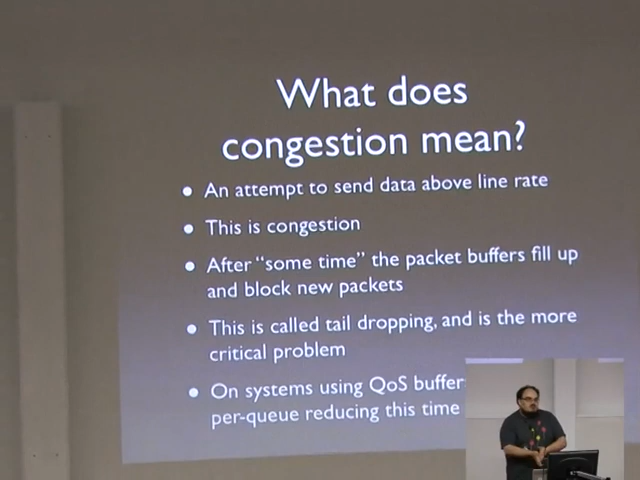 What does
congestion mean?
An attempt to send data above line rate
This is congestion
After "some time" the packet buffers fill up
and block new packets
This is called tail dropping, and is the more
critical problem
On systems using QoS buffer
per-queue reducing this time